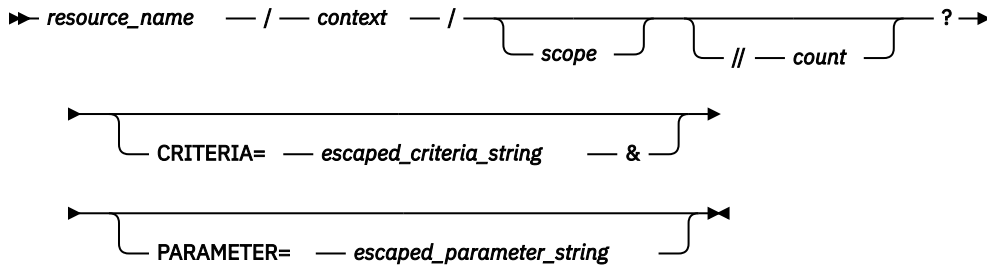 resource_name / context / ?
scope // count
CRITERIA= escaped_criteria_string &
PARAMETER= escaped_parameter_string